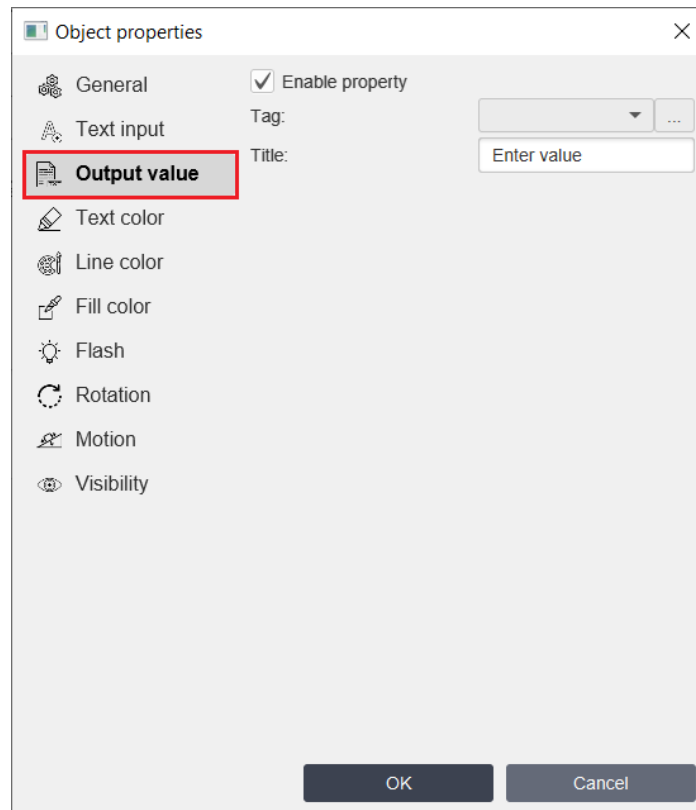 Object properties
General
Text input
Output value
Text color
Line color
Fill color
Flash
Rotation
Motion
Visibility
Enable property
Tag:
...
Title:
Enter value
OK
Cancel